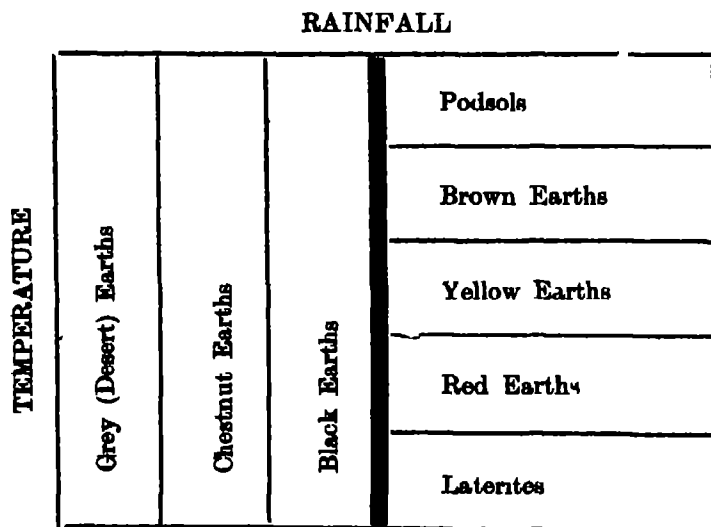 RAINFALL
TEMPERATURE
Grey (Desert) Earths
Chestnut Earths
Black Earths
Podsols
Brown Earths
Yellow Earths
Red Earths
Laterites